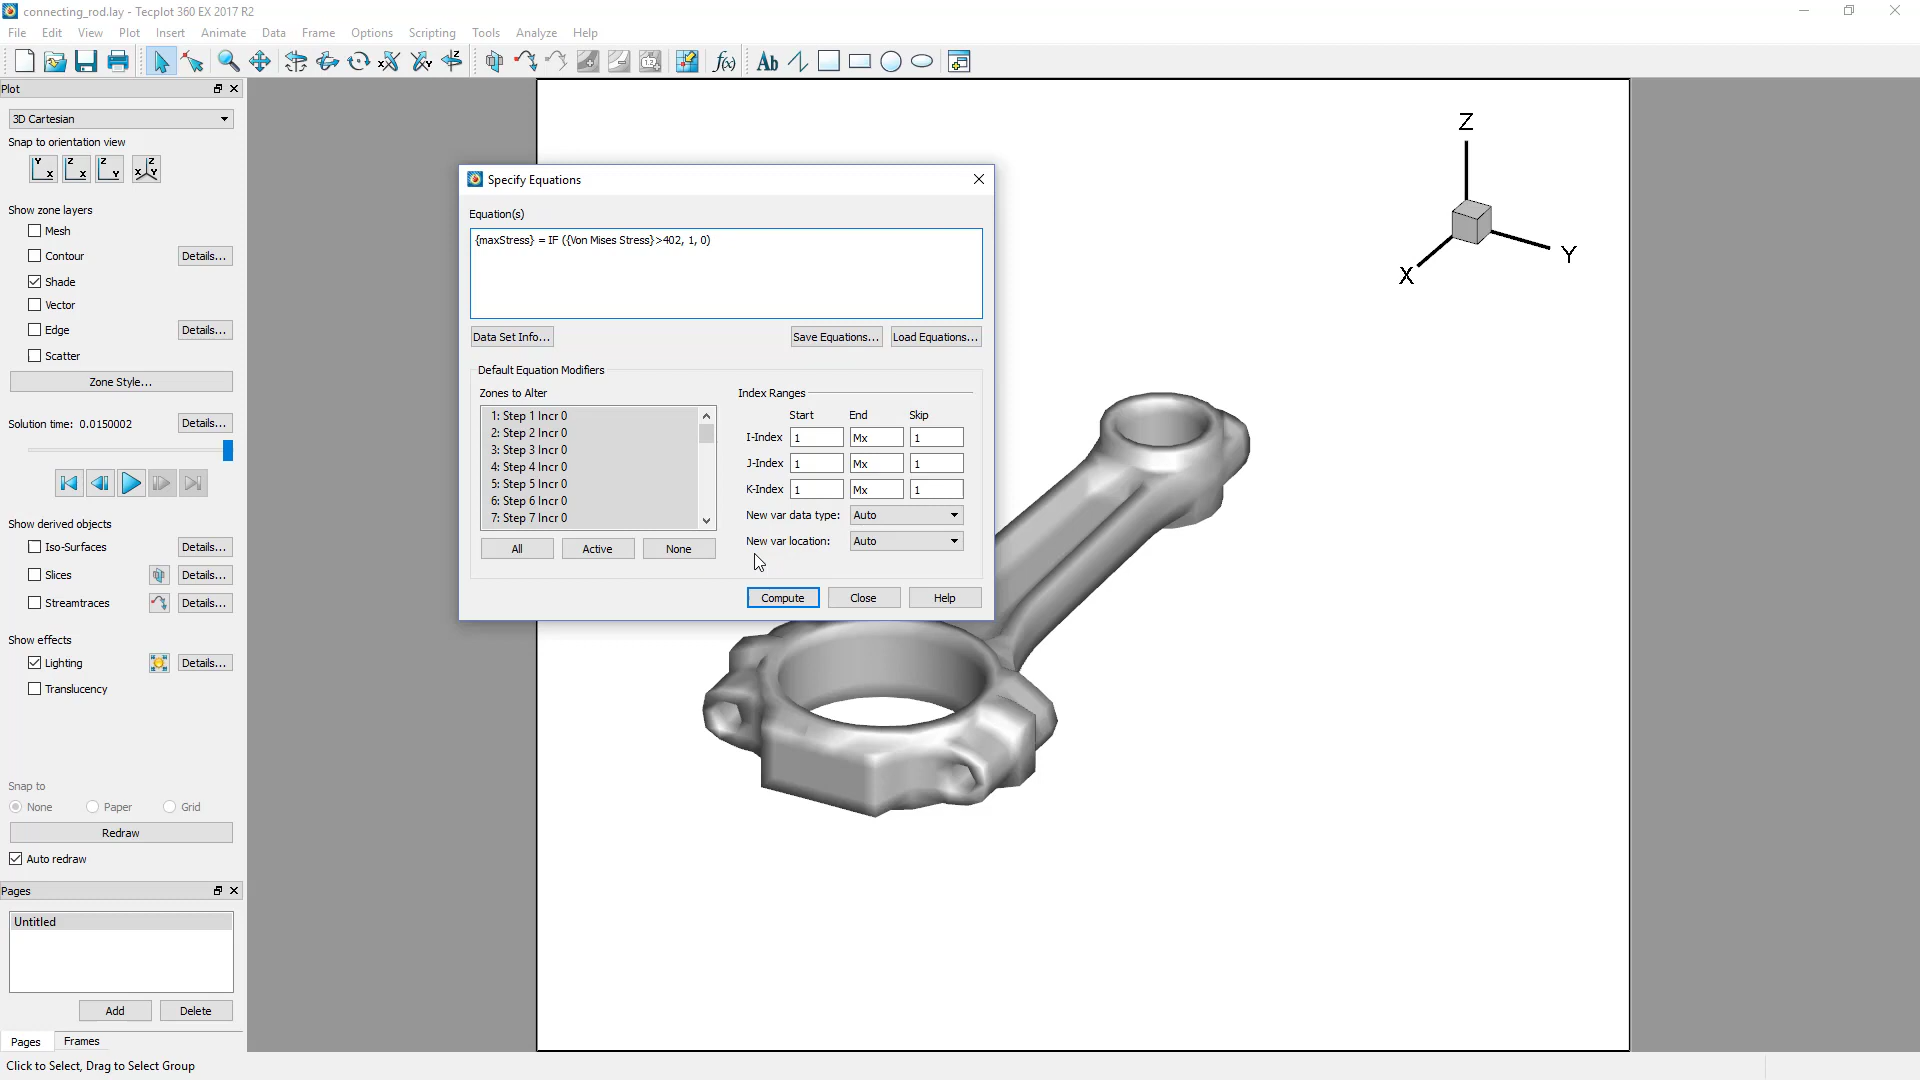 connecting_rod.lay - Tecplot 360 EX 2017 R2
File Edit View Plot Insert Animate Data Frame Options Scripting Tools Analyze Help
Plot
3D Cartesian
Snap to orientation view
Show zone layers
Mesh
Contour Details...
Shade
Vector
Edge Details...
Scatter
Zone Style...
Solution time: 0.0150002 Details...
Show derived objects
Iso-Surfaces Details...
Slices Details...
Streamtraces Details...
Show effects
Lighting Details...
Translucency
Snap to
None Paper Grid
Redraw
Auto redraw
Pages
Untitled
Add Delete
Pages Frames
Click to Select, Drag to Select Group
Specify Equations
Equation(s)
{maxStress} = IF ({Von Mises Stress}>402, 1, 0)
Data Set Info... Save Equations... Load Equations...
Default Equation Modifiers
Zones to Alter
1: Step 1 Incr 0
2: Step 2 Incr 0
3: Step 3 Incr 0
4: Step 4 Incr 0
5: Step 5 Incr 0
6: Step 6 Incr 0
7: Step 7 Incr 0
All Active None
Index Ranges
Start End Skip
I-Index 1 Mx 1
J-Index 1 Mx 1
K-Index 1 Mx 1
New var data type: Auto
New var location: Auto
Compute Close Help
Z
Y
X